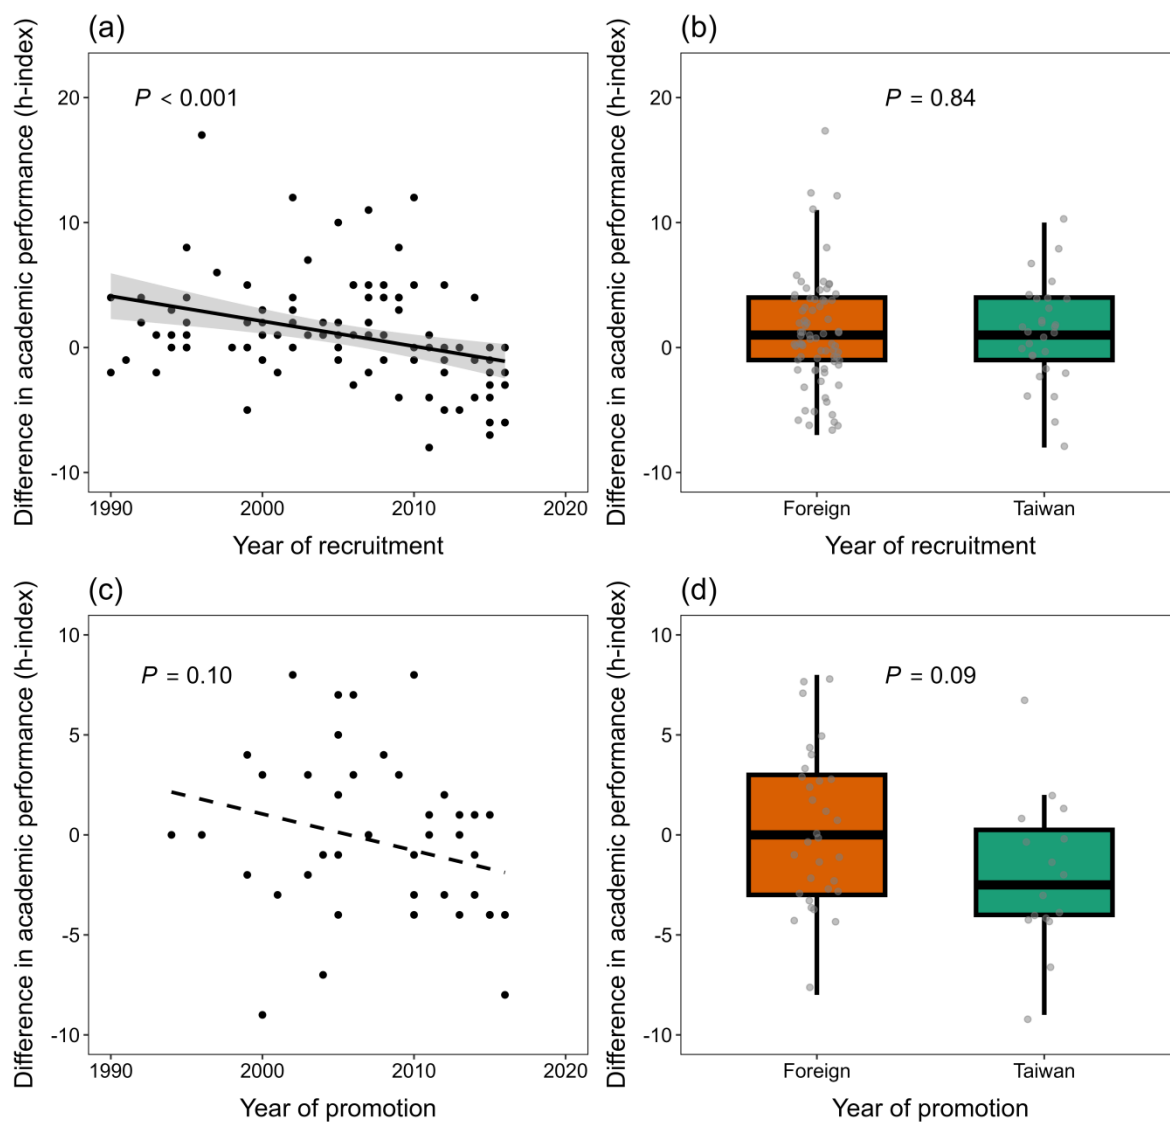 (a)
Difference in academic performance (h-index)
P < 0.001
20
10
0
-10
1990
2000
2010
2020
Year of recruitment
(b)
Difference in academic performance (h-index)
P = 0.84
20
10
0
-10
Foreign
Taiwan
Year of recruitment
(c)
Difference in academic performance (h-index)
P = 0.10
10
5
0
-5
-10
1990
2000
2010
2020
Year of promotion
(d)
Difference in academic performance (h-index)
P = 0.09
10
5
0
-5
-10
Foreign
Taiwan
Year of promotion